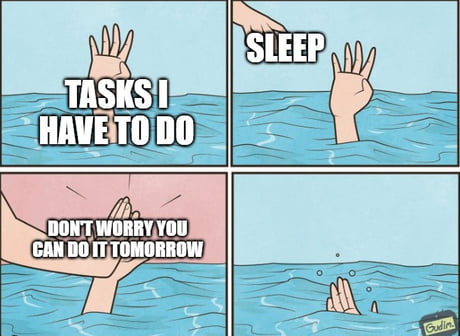 TASKS I
HAVE TO DO
SLEEP
DON'T WORRY YOU
CAN DO IT TOMORROW
Gudim